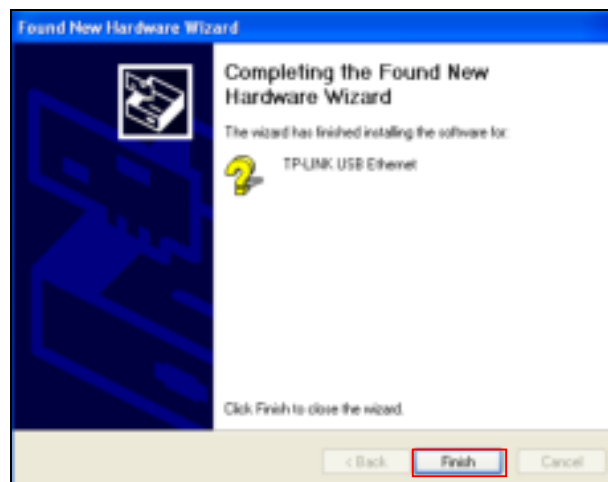 Found New Hardware Wizard
Completing the Found New
Hardware Wizard
The wizard has finished installing the software for:
TP-LINK USB Ethernet
Click Finish to close the wizard.
< Back
Finish
Cancel